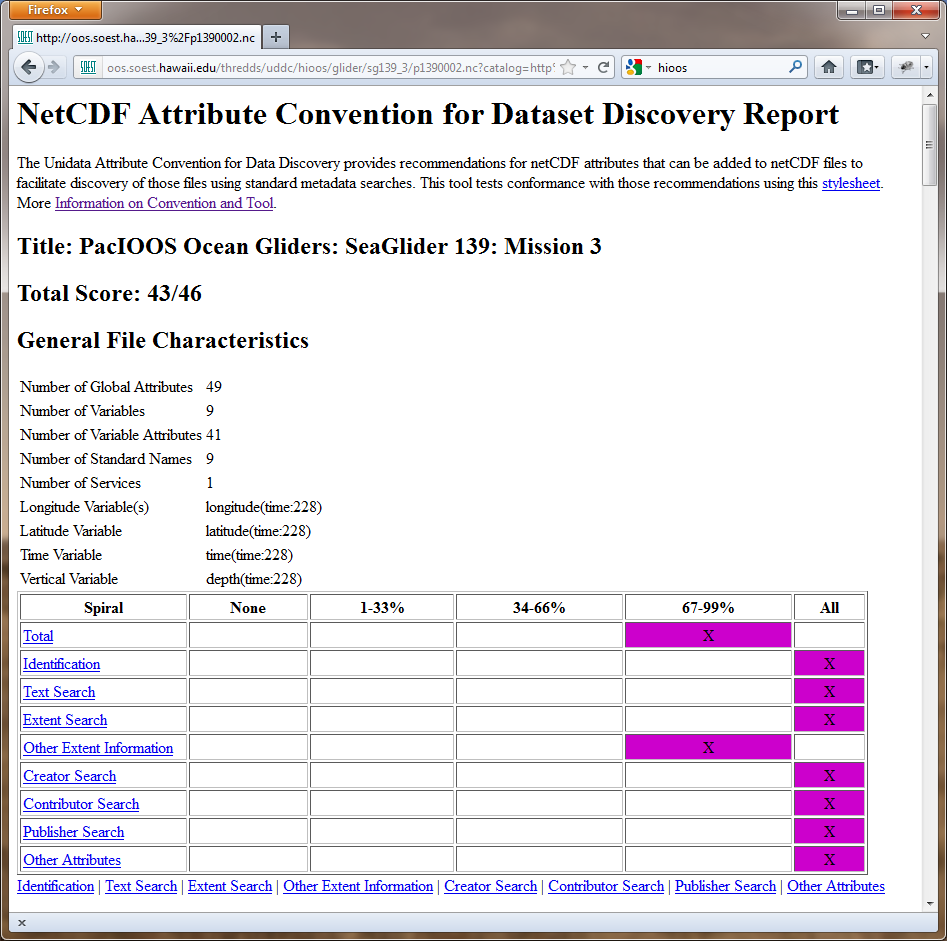 Firefox
http://oos.soest.ha...39_3%2Fp1390002.nc
oos.soest.hawaii.edu/thredds/uddc/hioos/glider/sg139_3/p1390002.nc?catalog=http
hioos
NetCDF Attribute Convention for Dataset Discovery Report
The Unidata Attribute Convention for Data Discovery provides recommendations for netCDF attributes that can be added to netCDF files to
facilitate discovery of those files using standard metadata searches. This tool tests conformance with those recommendations using this stylesheet.
More Information on Convention and Tool.
Title: PacIOOS Ocean Gliders: SeaGlider 139: Mission 3
Total Score: 43/46
General File Characteristics
Number of Global Attributes 49
Number of Variables 9
Number of Variable Attributes 41
Number of Standard Names 9
Number of Services 1
Longitude Variable(s) longitude(time:228)
Latitude Variable latitude(time:228)
Time Variable time(time:228)
Vertical Variable depth(time:228)
Spiral None 1-33% 34-66% 67-99% All
Total X
Identification X
Text Search X
Extent Search X
Other Extent Information X
Creator Search X
Contributor Search X
Publisher Search X
Other Attributes X
Identification | Text Search | Extent Search | Other Extent Information | Creator Search | Contributor Search | Publisher Search | Other Attributes